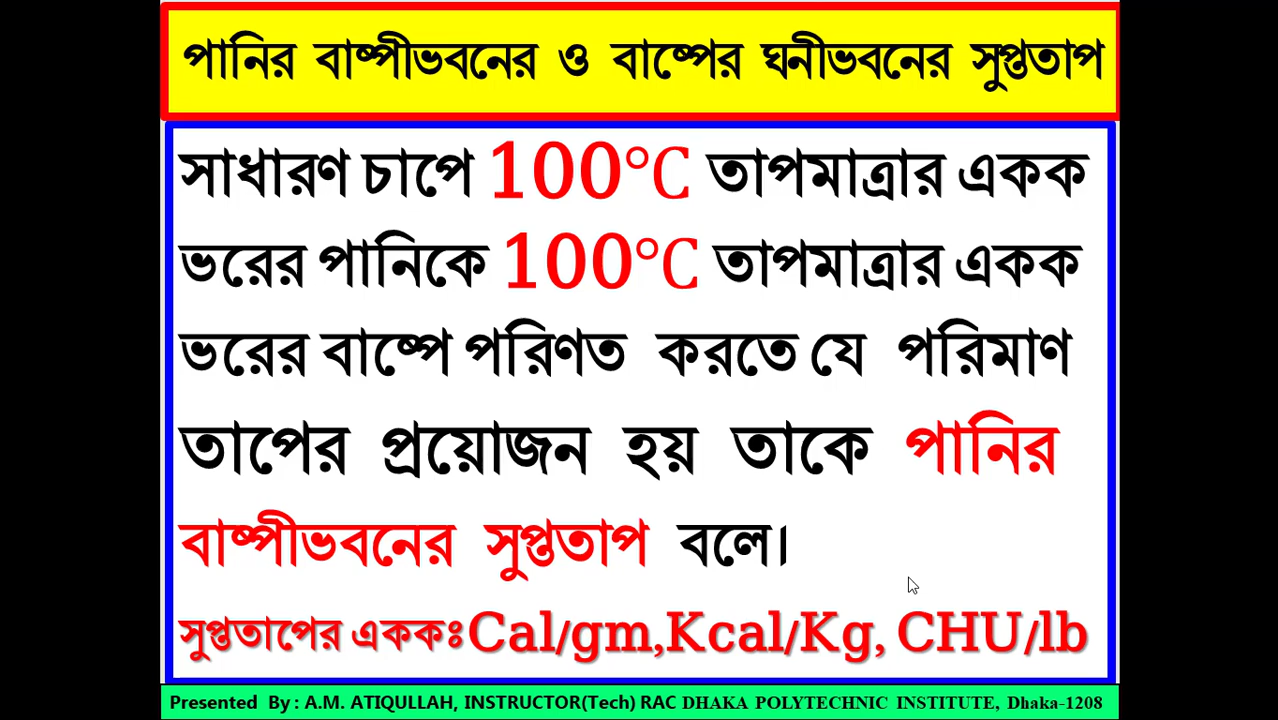 পানির বাষ্পীভবনের ও বাষ্পের ঘনীভবনের সুপ্ততাপ
সাধারণ চাপে 100°C তাপমাত্রার একক
ভরের পানিকে 100°C তাপমাত্রার একক
ভরের বাষ্পে পরিণত করতে যে পরিমাণ
তাপের প্রয়োজন হয় তাকে পানির
বাষ্পীভবনের সুপ্ততাপ বলে।
সুপ্ততাপের এককঃCal/gm,Kcal/Kg, CHU/lb
Presented By : A.M. ATIQULLAH, INSTRUCTOR(Tech) RAC DHAKA POLYTECHNIC INSTITUTE, Dhaka-1208